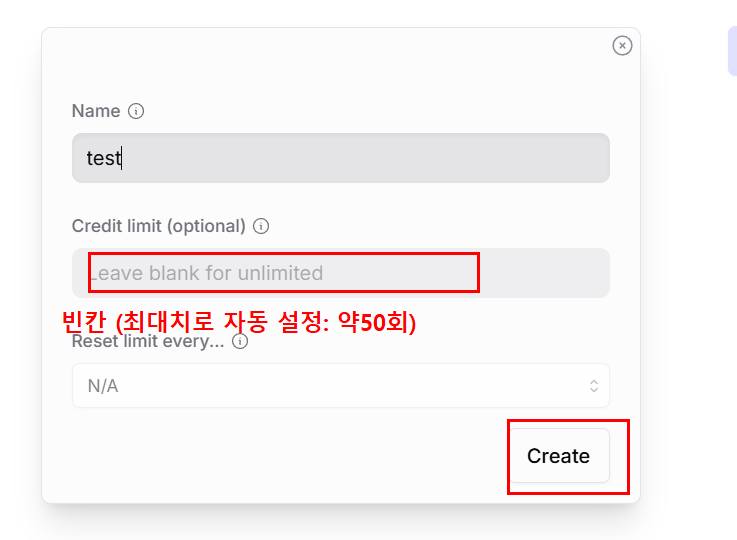 Name
test
Credit limit (optional)
Leave blank for unlimited
빈칸 (최대치로 자동 설정: 약50회)
Reset limit every...
N/A
Create